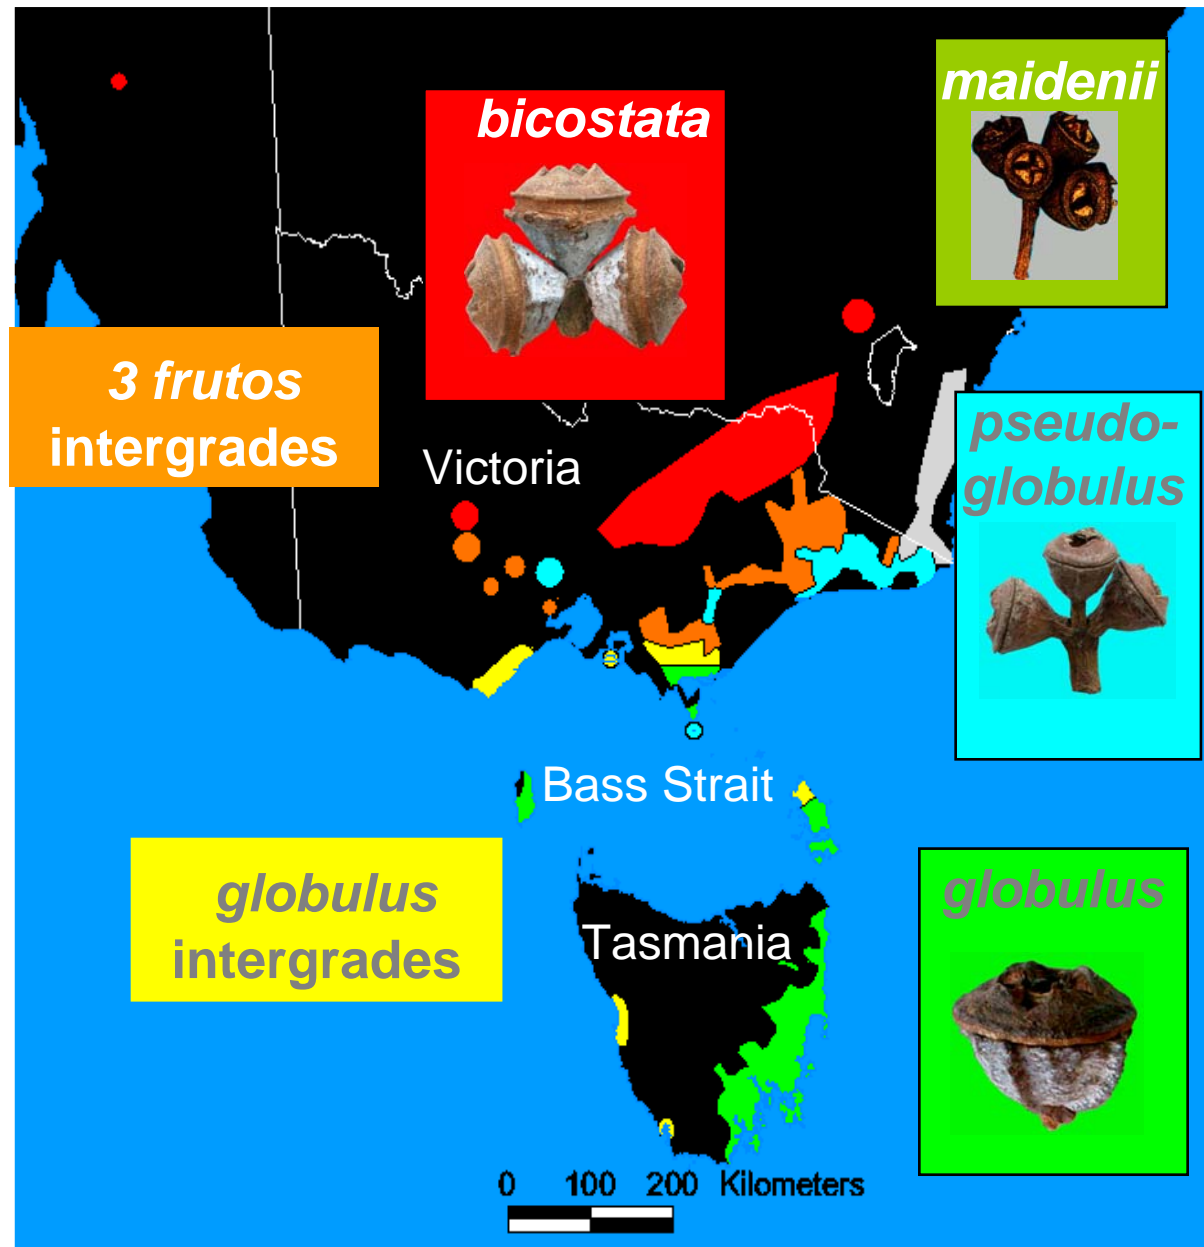 bicostata
maidenii
3 frutos
intergrades
Victoria
pseudo-
globulus
Bass Strait
globulus
intergrades
globulus
Tasmania
0 100 200 Kilometers